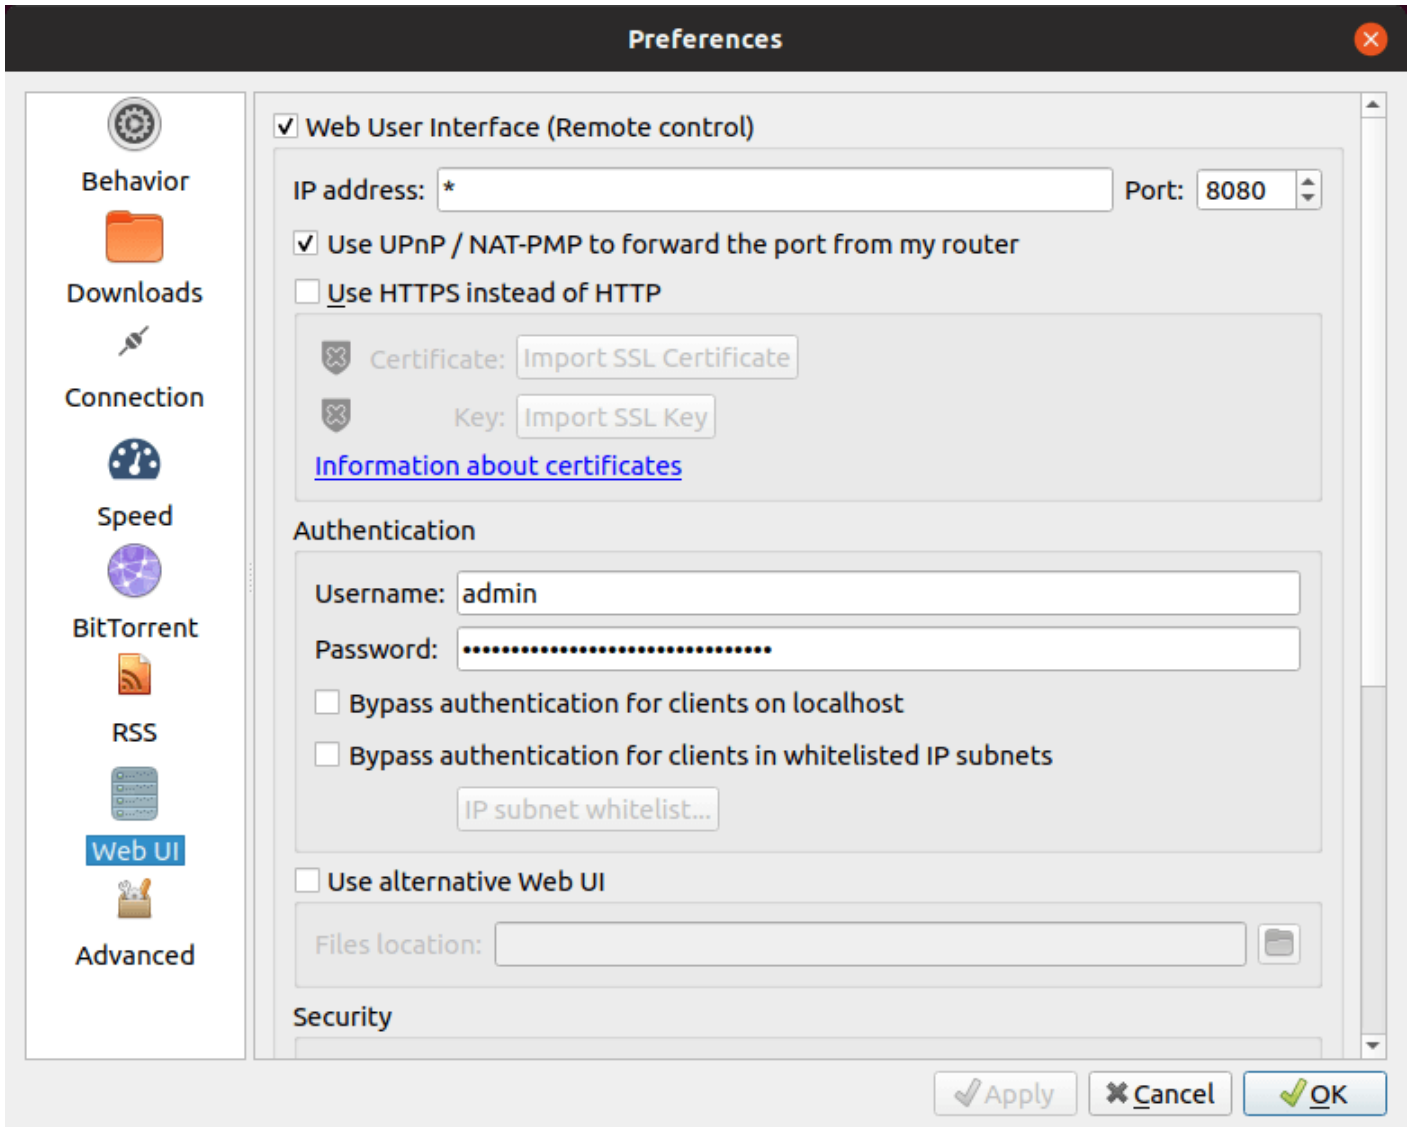 Preferences
Behavior
Downloads
Connection
Speed
BitTorrent
RSS
Web UI
Advanced
Web User Interface (Remote control)
IP address: * Port: 8080
Use UPnP / NAT-PMP to forward the port from my router
Use HTTPS instead of HTTP
Certificate: Import SSL Certificate
Key: Import SSL Key
Information about certificates
Authentication
Username: admin
Password: ••••••••••••••••••••••••••••••••
Bypass authentication for clients on localhost
Bypass authentication for clients in whitelisted IP subnets
IP subnet whitelist...
Use alternative Web UI
Files location:
Security
Apply Cancel OK